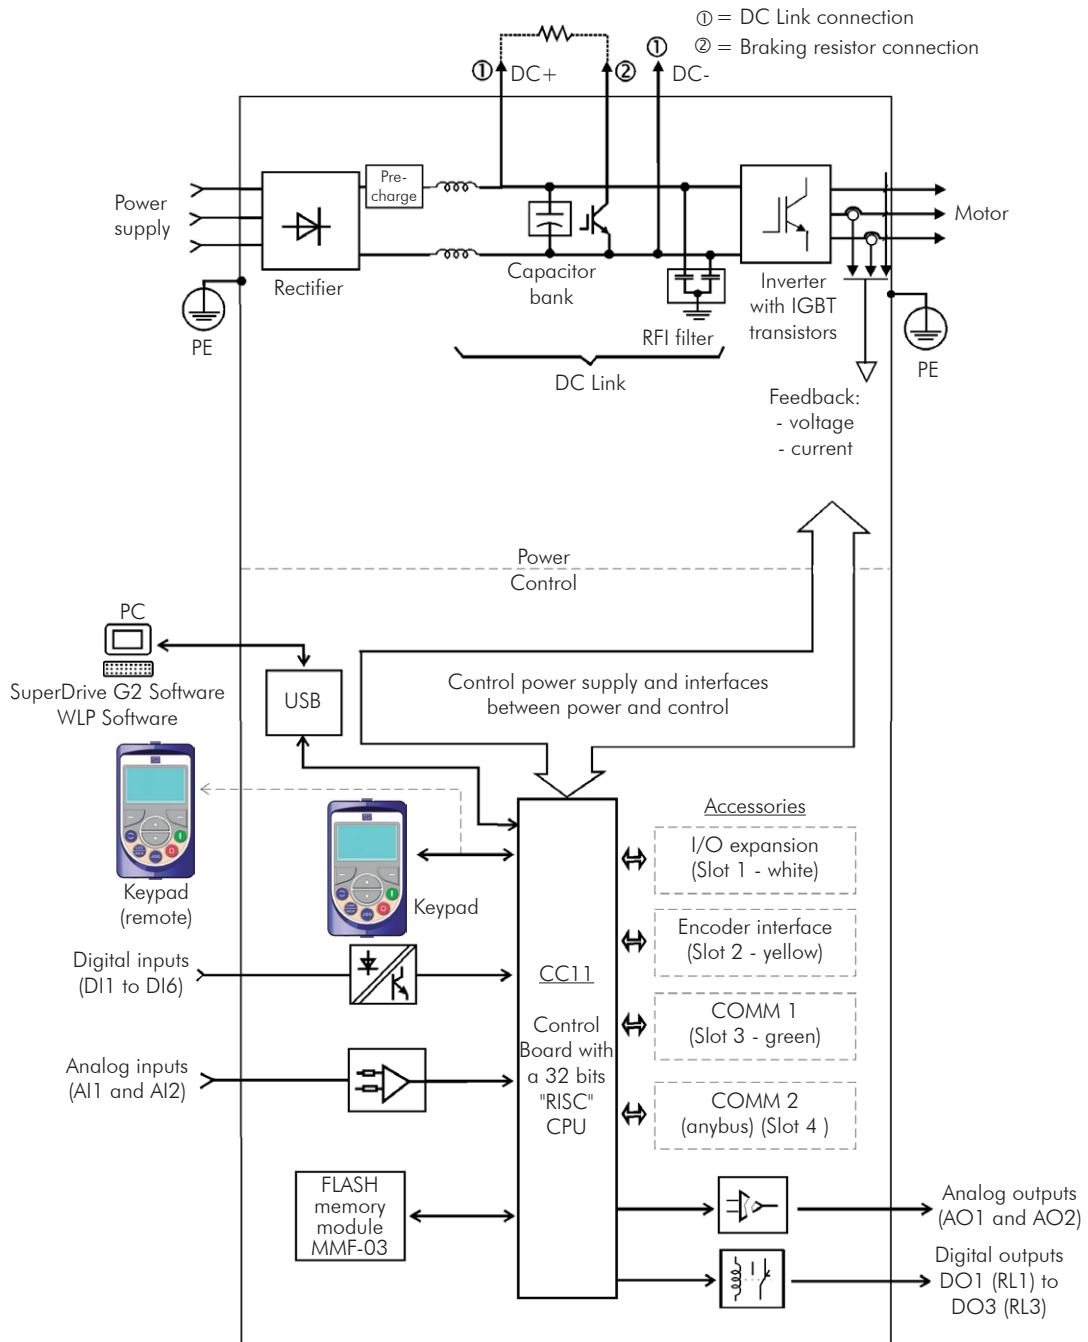 ① = DC Link connection
② = Braking resistor connection
①
① DC+
②
DC-
Pre-
charge
Power
supply
Motor
Rectifier
Capacitor
bank
Inverter
with IGBT
transistors
PE
RFI filter
PE
DC Link
Feedback:
- voltage
- current
Power
Control
PC
SuperDrive G2 Software
WLP Software
USB
Control power supply and interfaces
between power and control
Accessories
I/O expansion
(Slot 1 - white)
Keypad
(remote)
Keypad
Encoder interface
(Slot 2 - yellow)
Digital inputs
(DI1 to DI6)
CC11
Control
Board with
a 32 bits
"RISC"
CPU
COMM 1
(Slot 3 - green)
Analog inputs
(AI1 and AI2)
COMM 2
(anybus) (Slot 4 )
FLASH
memory
module
MMF-03
Analog outputs
(AO1 and AO2)
Digital outputs
DO1 (RL1) to
DO3 (RL3)